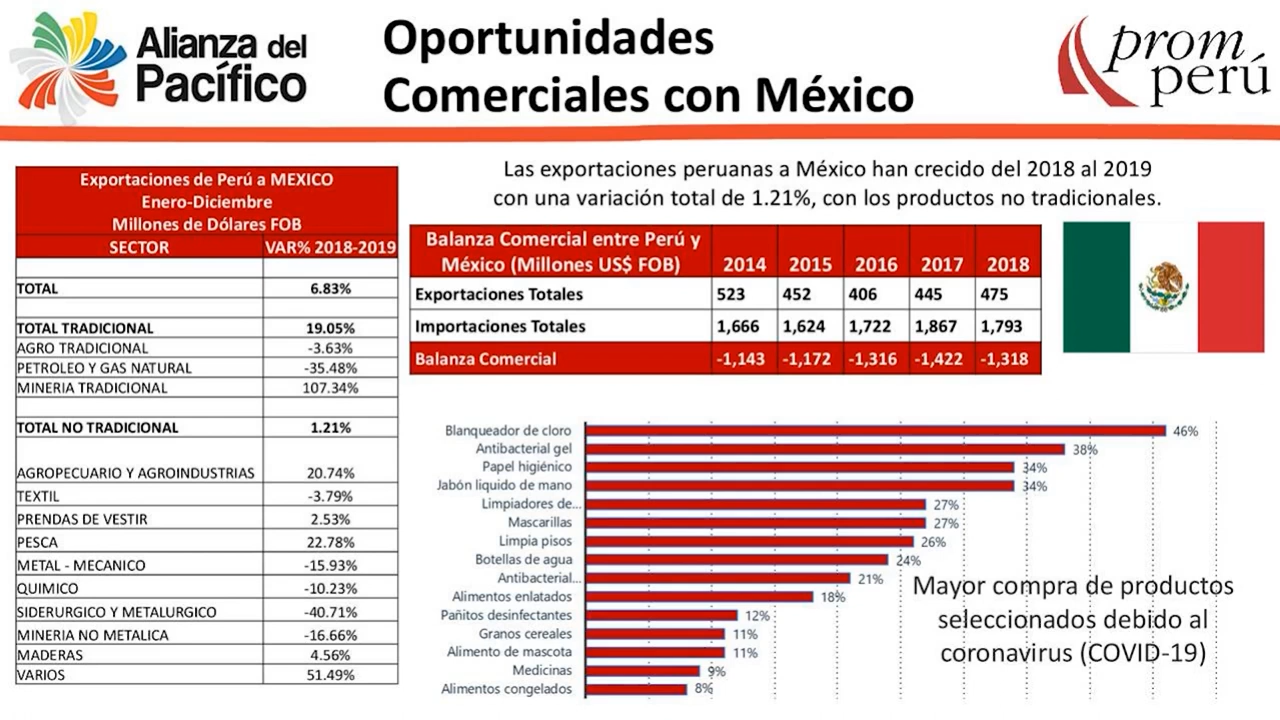 Alianza del
Pacífico
Oportunidades
Comerciales con México
prom
perú
Exportaciones de Perú a MEXICO
Enero-Diciembre
Millones de Dólares FOB
SECTOR VAR% 2018-2019
TOTAL 6.83%
TOTAL TRADICIONAL 19.05%
AGRO TRADICIONAL -3.63%
PETROLEO Y GAS NATURAL -35.48%
MINERIA TRADICIONAL 107.34%
TOTAL NO TRADICIONAL 1.21%
AGROPECUARIO Y AGROINDUSTRIAS 20.74%
TEXTIL -3.79%
PRENDAS DE VESTIR 2.53%
PESCA 22.78%
METAL - MECANICO -15.93%
QUIMICO -10.23%
SIDERURGICO Y METALURGICO -40.71%
MINERIA NO METALICA -16.66%
MADERAS 4.56%
VARIOS 51.49%
Las exportaciones peruanas a México han crecido del 2018 al 2019
con una variación total de 1.21%, con los productos no tradicionales.
Balanza Comercial entre Perú y
México (Millones US$ FOB) 2014 2015 2016 2017 2018
Exportaciones Totales 523 452 406 445 475
Importaciones Totales 1,666 1,624 1,722 1,867 1,793
Balanza Comercial -1,143 -1,172 -1,316 -1,422 -1,318
Blanqueador de cloro 46%
Antibacterial gel 38%
Papel higiénico 34%
Jabón liquido de mano 34%
Limpiadores de... 27%
Mascarillas 27%
Limpia pisos 26%
Botellas de agua 24%
Antibacterial... 21%
Alimentos enlatados 18%
Pañitos desinfectantes 12%
Granos cereales 11%
Alimento de mascota 11%
Medicinas 9%
Alimentos congelados 8%
Mayor compra de productos
seleccionados debido al
coronavirus (COVID-19)